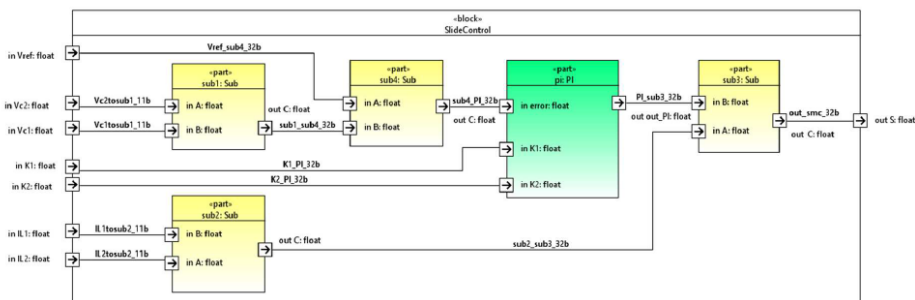 «block»
SlideControl
in Vref: float
Vref_sub4_32b
«part»
sub1: Sub
in Vc2: float
Vc2tosub1_11b
in A: float
out C: float
in Vc1: float
Vc1tosub1_11b
in B: float
sub1_sub4_32b
«part»
sub4: Sub
in A: float
in B: float
sub4_PI_32b
out C: float
«part»
pi: PI
in error: float
in K1: float
in K2: float
PI_sub3_32b
out out_PI: float
«part»
sub3: Sub
in B: float
in A: float
out_smc_32b
out C: float
out S: float
in K1: float
K1_PI_32b
in K2: float
K2_PI_32b
«part»
sub2: Sub
in IL1: float
IL1tosub2_11b
in B: float
out C: float
sub2_sub3_32b
in IL2: float
IL2tosub2_11b
in A: float